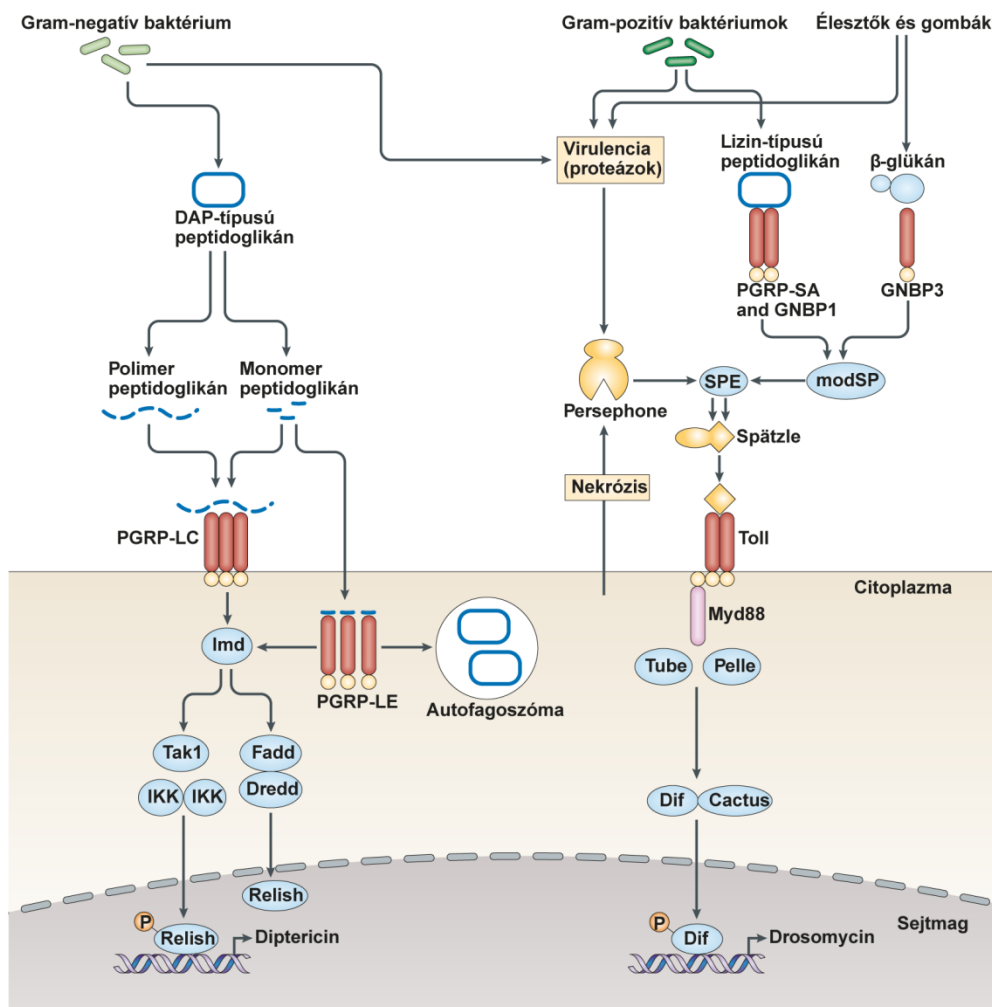 Gram-negatív baktérium
Gram-pozitív baktériumok
Élesztők és gombák
Virulencia
(proteázok)
Lizin-típusú
peptidoglikán
β-glükán
DAP-típusú
peptidoglikán
PGRP-SA
and GNBP1
GNBP3
Polimer
peptidoglikán
Monomer
peptidoglikán
Persephone
SPE
modSP
Spätzle
Nekrózis
PGRP-LC
Toll
Citoplazma
Myd88
Imd
PGRP-LE
Autofagoszóma
Tube
Pelle
Tak1
Fadd
IKK
IKK
Dredd
Dif
Cactus
Relish
Sejtmag
P
Relish
Diptericin
P
Dif
Drosomycin